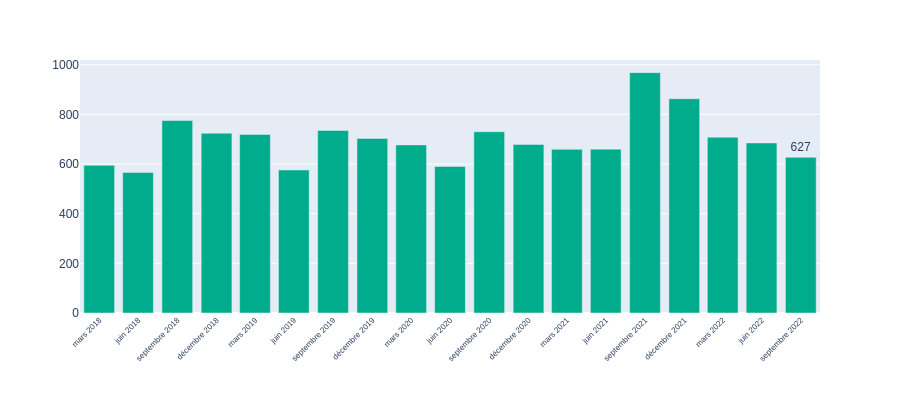 1000
800
600
400
200
0
627
mars 2018
juin 2018
septembre 2018
décembre 2018
mars 2019
juin 2019
septembre 2019
décembre 2019
mars 2020
juin 2020
septembre 2020
décembre 2020
mars 2021
juin 2021
septembre 2021
décembre 2021
mars 2022
juin 2022
septembre 2022